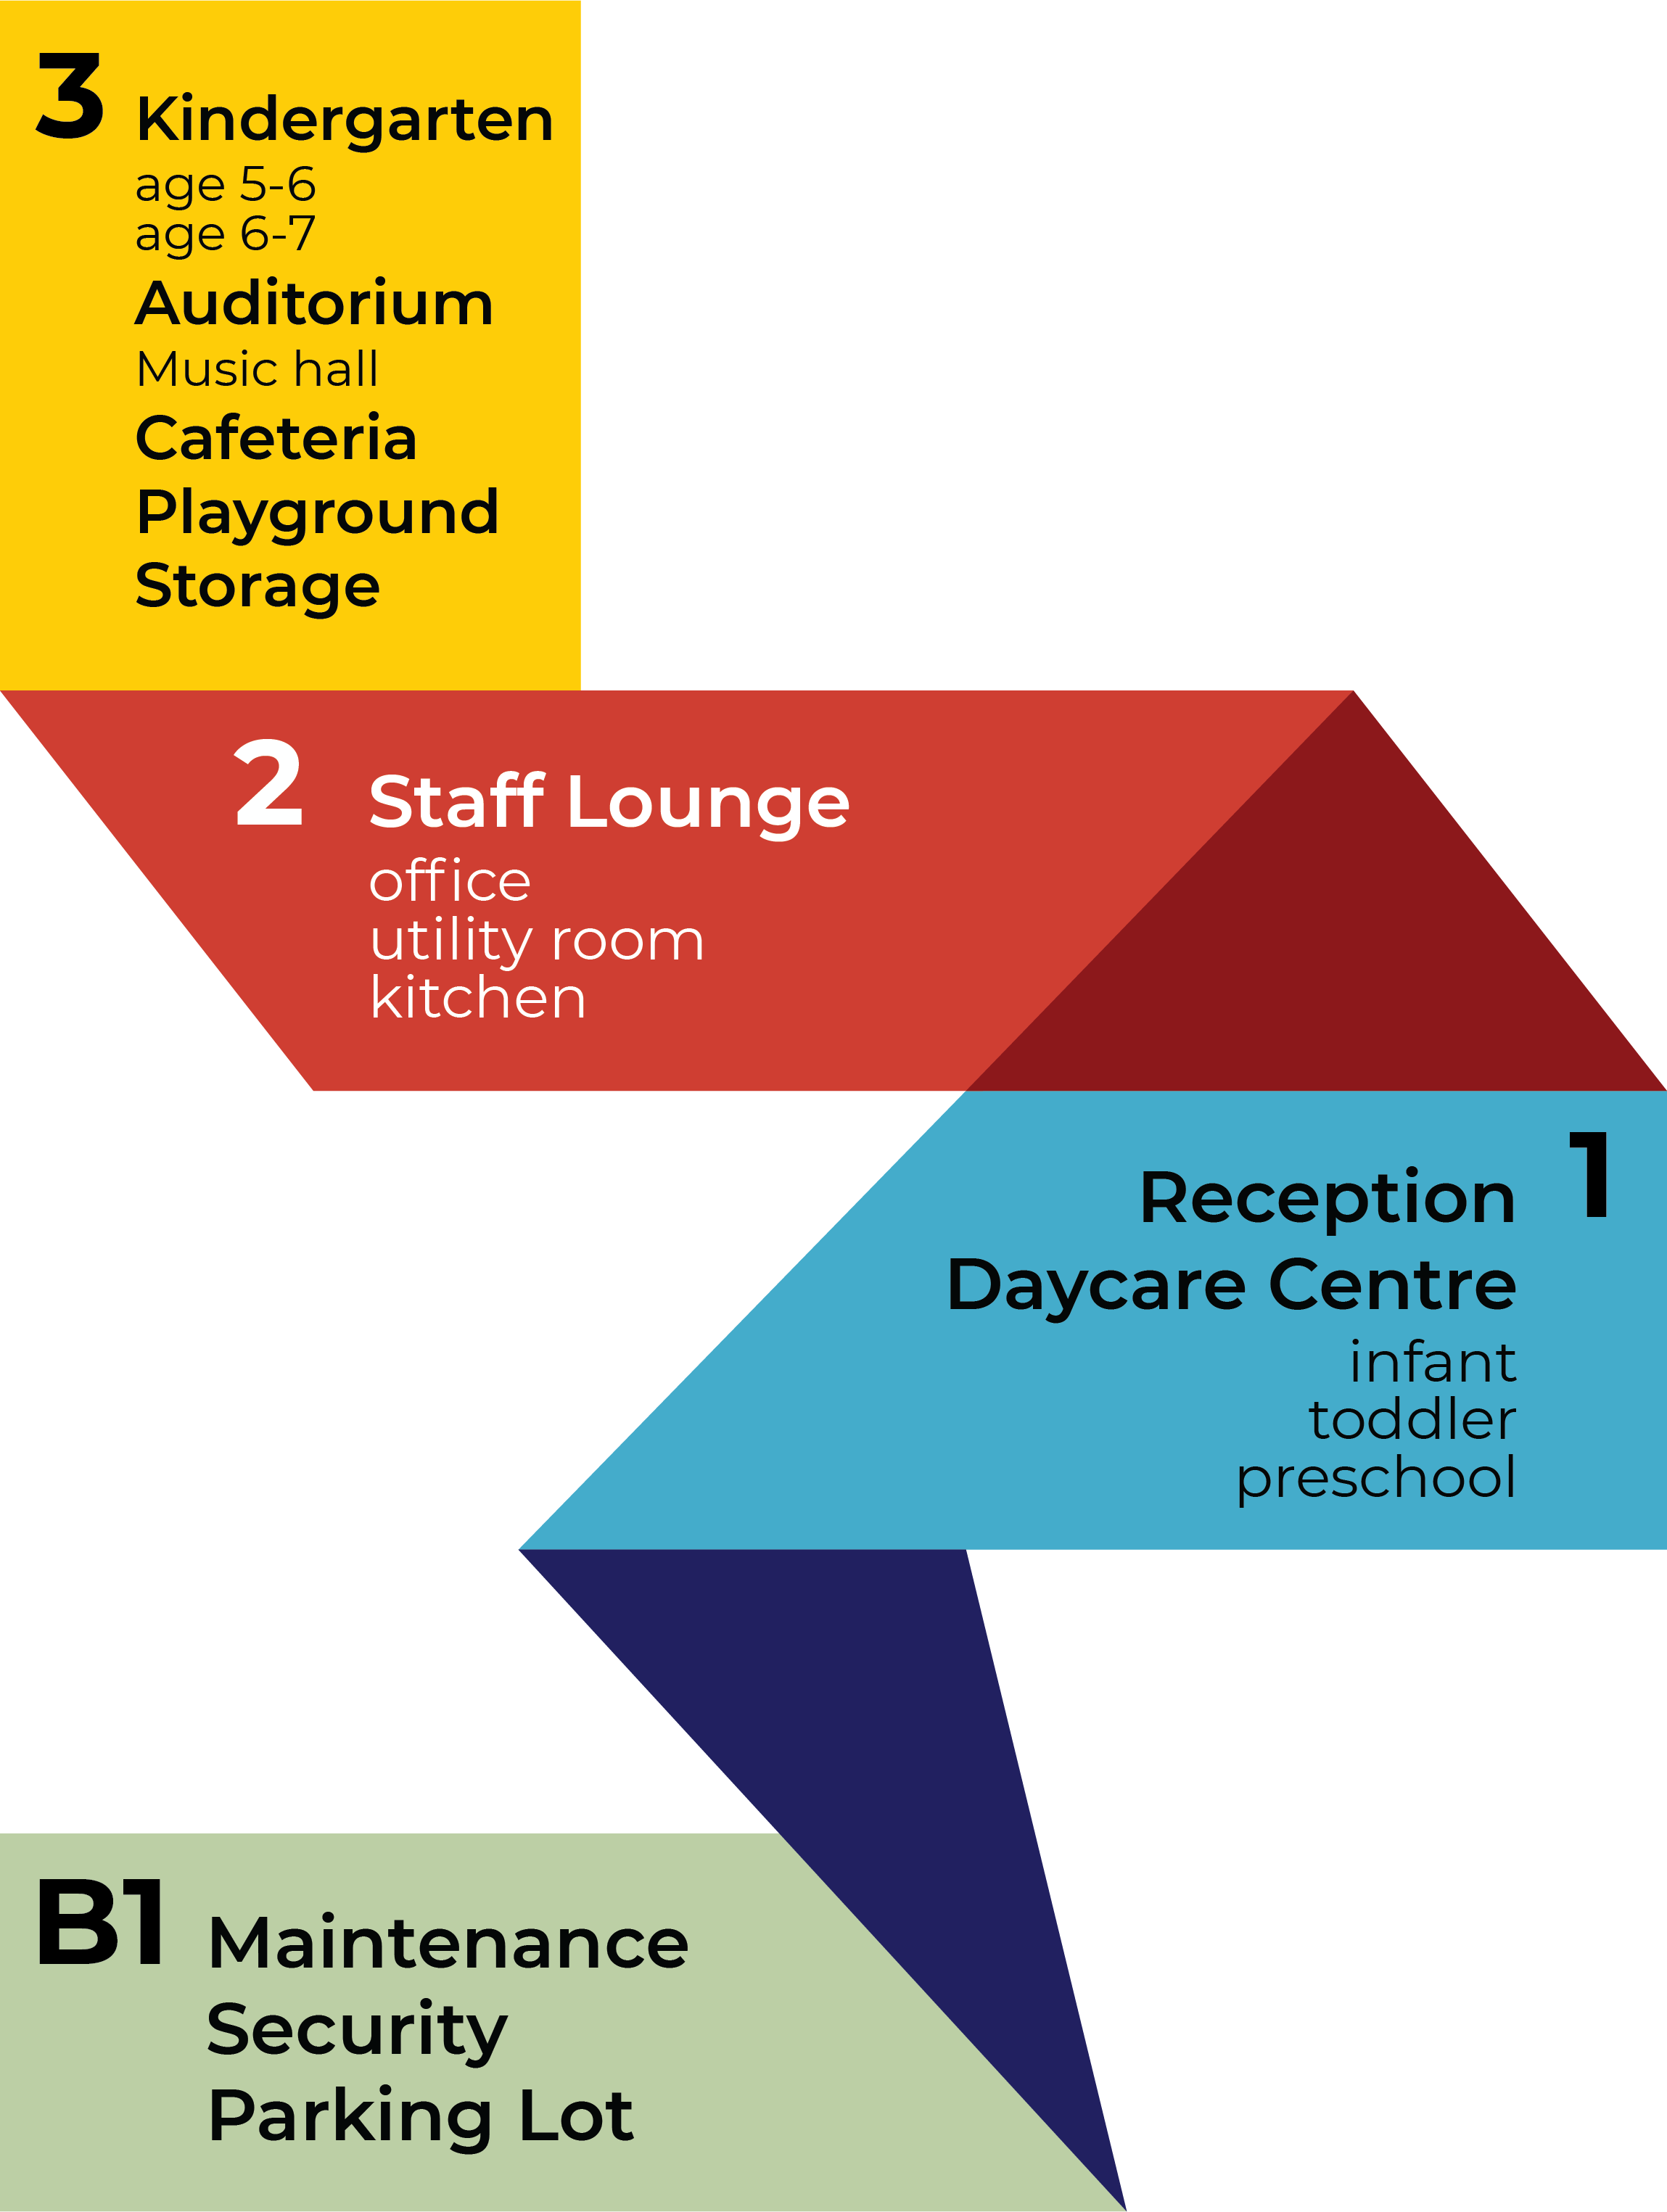 3 Kindergarten
age 5-6
age 6-7
Auditorium
Music hall
Cafeteria
Playground
Storage
2 Staff Lounge
office
utility room
kitchen
Reception 1
Daycare Centre
infant
toddler
preschool
B1 Maintenance
Security
Parking Lot